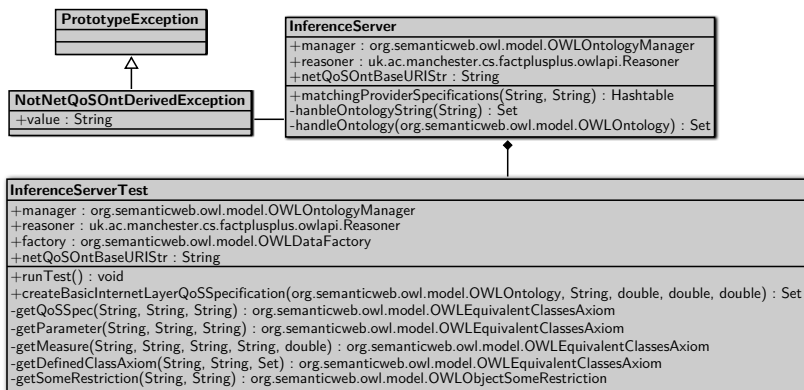 PrototypeException
NotNetQoSOntDerivedException
+value : String
InferenceServer
+manager : org.semanticweb.owl.model.OWLOntologyManager
+reasoner : uk.ac.manchester.cs.factplusplus.owlapi.Reasoner
+netQoSOntBaseURIStr : String
+matchingProviderSpecifications(String, String) : Hashtable
-hanbleOntologyString(String) : Set
-handleOntology(org.semanticweb.owl.model.OWLOntology) : Set
InferenceServerTest
+manager : org.semanticweb.owl.model.OWLOntologyManager
+reasoner : uk.ac.manchester.cs.factplusplus.owlapi.Reasoner
+factory : org.semanticweb.owl.model.OWLDataFactory
+netQoSOntBaseURIStr : String
+runTest() : void
+createBasicInternetLayerQoSSpecification(org.semanticweb.owl.model.OWLOntology, String, double, double, double) : Set
-getQoSSpec(String, String, String) : org.semanticweb.owl.model.OWLEquivalentClassesAxiom
-getParameter(String, String, String) : org.semanticweb.owl.model.OWLEquivalentClassesAxiom
-getMeasure(String, String, String, String, double) : org.semanticweb.owl.model.OWLEquivalentClassesAxiom
-getDefinedClassAxiom(String, String, Set) : org.semanticweb.owl.model.OWLEquivalentClassesAxiom
-getSomeRestriction(String, String) : org.semanticweb.owl.model.OWLObjectSomeRestriction